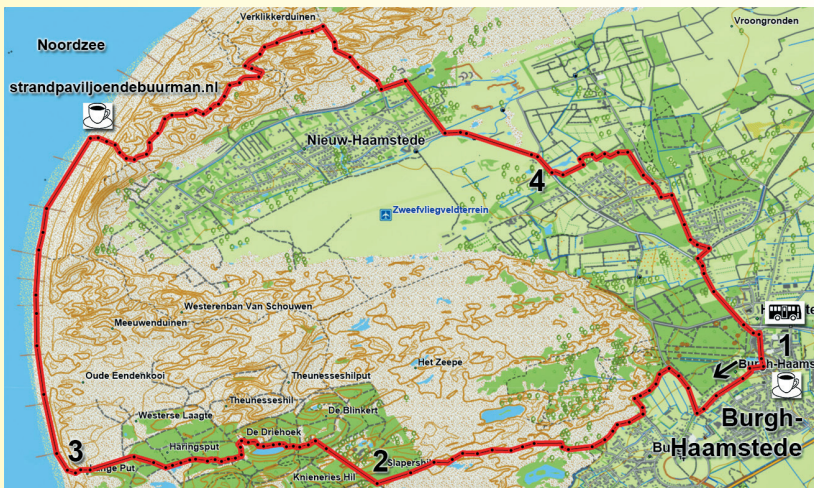 Verklikkerduinen
Vroongronden
Noordzee
strandpaviljoendebuurman.nl
Nieuw-Haamstede
4
Zweefvliegveldterrein
Westerenban Van Schouwen
Meeuwenduinen
1
Het Zeepe
Oude Eendenkooi
Theunesseshilput
Theunesseshil
De Blinkert
Westerse Laagte
Burgh-
Haamstede
De Driehoek
Haringsput
3
2
Knieneries Hil